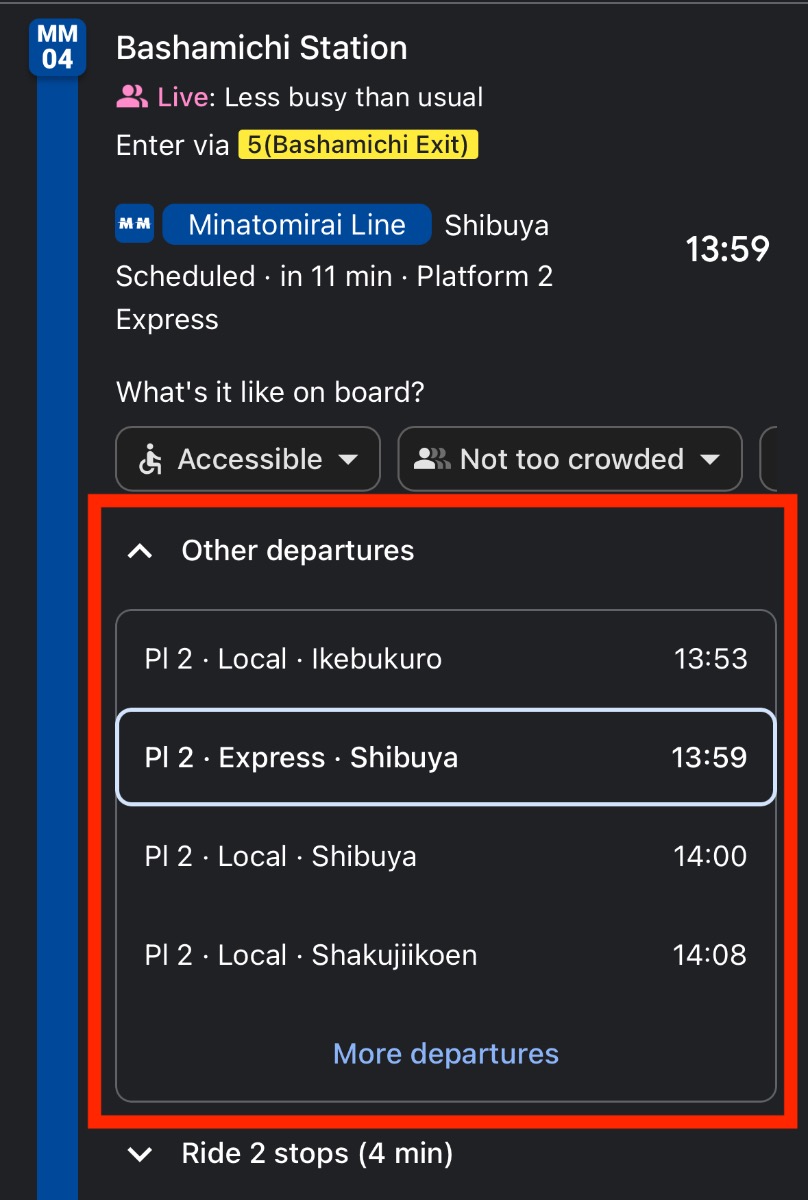 MM
04
Bashamichi Station
Live: Less busy than usual
Enter via 5(Bashamichi Exit)
MM Minatomirai Line Shibuya
13:59
Scheduled · in 11 min · Platform 2
Express
What's it like on board?
Accessible Not too crowded
Other departures
Pl 2 · Local · Ikebukuro 13:53
Pl 2 · Express · Shibuya 13:59
Pl 2 · Local · Shibuya 14:00
Pl 2 · Local · Shakujiikoen 14:08
More departures
Ride 2 stops (4 min)